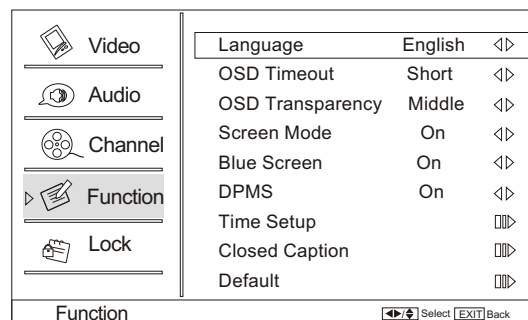 Video
Audio
Channel
Function
Lock
Language English
OSD Timeout Short
OSD Transparency Middle
Screen Mode On
Blue Screen On
DPMS On
Time Setup
Closed Caption
Default
Function
Select EXIT Back